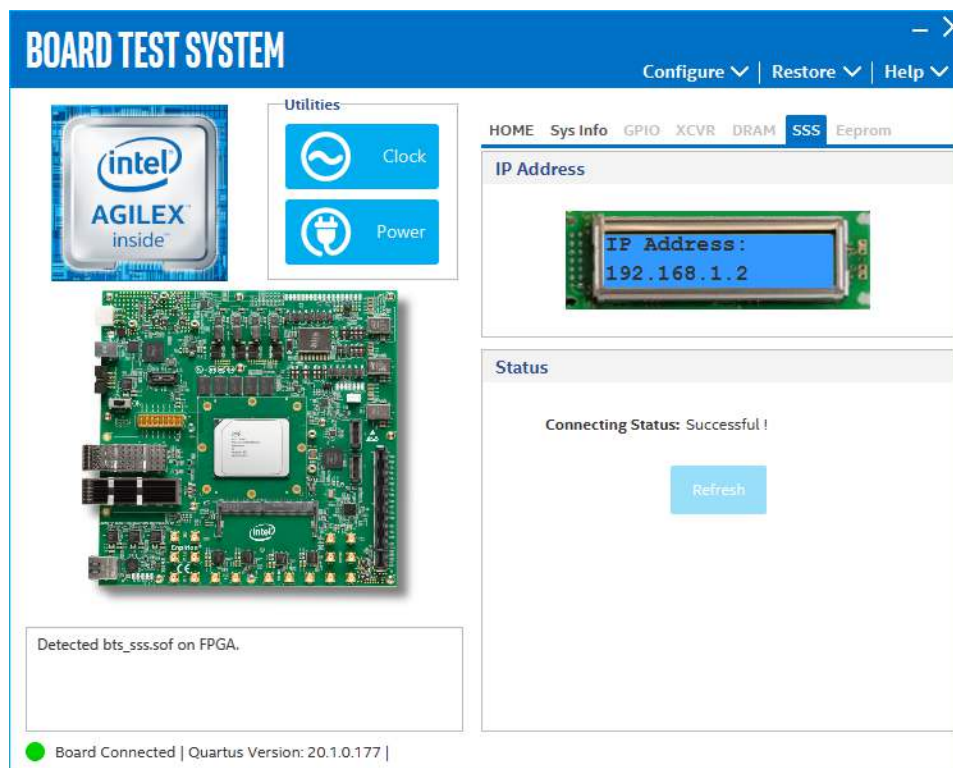 BOARD TEST SYSTEM
Configure | Restore | Help
Utilities
Clock
Power
intel
AGILEX
inside™
HOME Sys Info GPIO XCVR DRAM SSS Eeprom
IP Address
IP Address:
192.168.1.2
Status
Connecting Status: Successful !
Refresh
intel
Detected bts_sss.sof on FPGA.
Board Connected | Quartus Version: 20.1.0.177 |